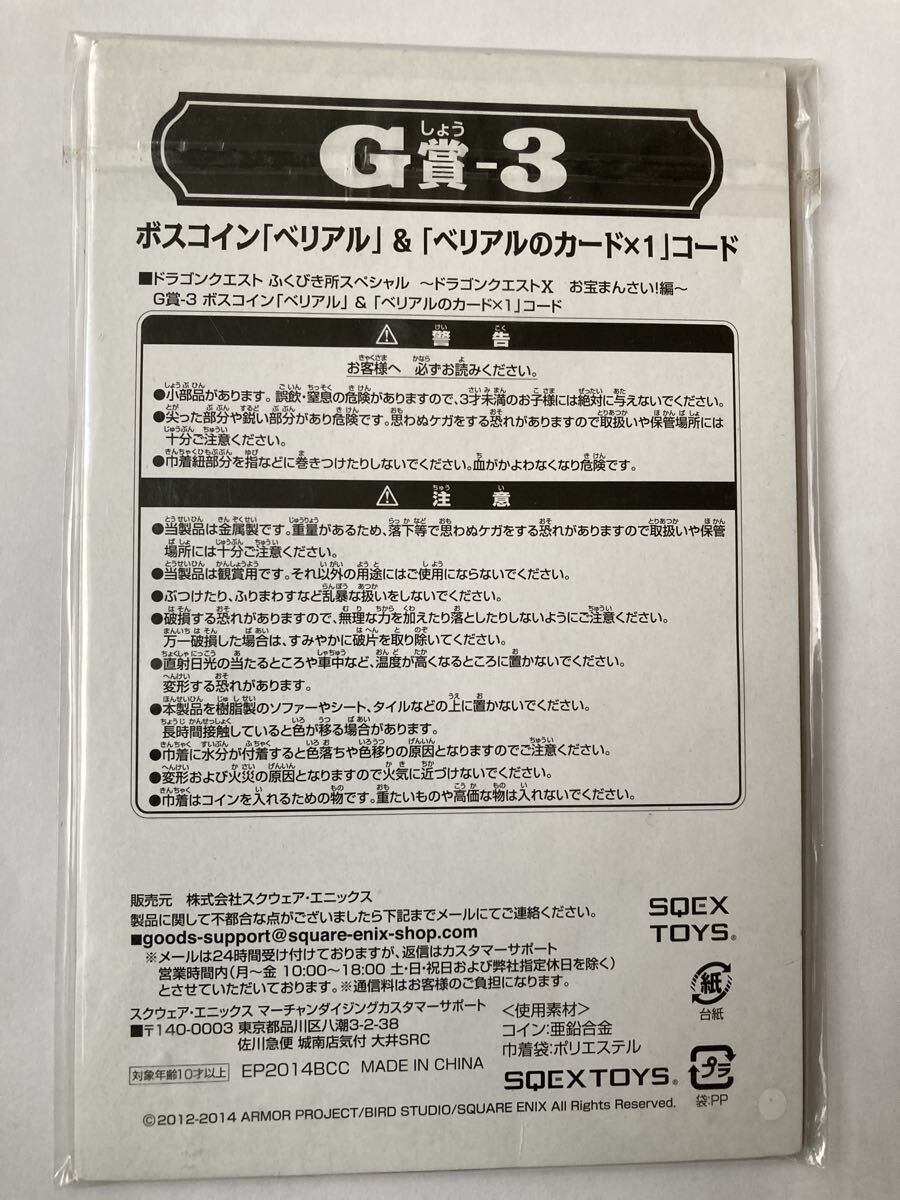 G賞-3
ボスコイン「ベリアル」&「ベリアルのカード×1」コード
■ドラゴンクエスト ふくびき所スペシャル ～ドラゴンクエストX お宝まんさい!編～
G賞-3 ボスコイン「ベリアル」&「ベリアルのカード×1」コード
⚠ 警告
お客様へ 必ずお読みください。
●小部品があります。誤飲・窒息の危険がありますので、3才未満のお子様には絶対に与えないでください。
●尖った部分や鋭い部分があり危険です。思わぬケガをする恐れがありますので取扱いや保管場所には
十分ご注意ください。
●巾着紐部分を指などに巻きつけたりしないでください。血がかよわなくなり危険です。
⚠ 注意
●当製品は金属製です。重量があるため、落下等で思わぬケガをする恐れがありますので取扱いや保管
場所には十分ご注意ください。
●当製品は観賞用です。それ以外の用途にはご使用にならないでください。
●ぶつけたり、ふりまわすなど乱暴な扱いをしないでください。
●破損する恐れがありますので、無理な力を加えたり落としたりしないようにご注意ください。
万一破損した場合は、すみやかに破片を取り除いてください。
●直射日光の当たるところや車中など、温度が高くなるところに置かないでください。
変形する恐れがあります。
●本製品を樹脂製のソファーやシート、タイルなどの上に置かないでください。
長時間接触していると色が移る場合があります。
●巾着に水分が付着すると色落ちや色移りの原因となりますのでご注意ください。
●変形および火災の原因となりますので火気に近づけないでください。
●巾着はコインを入れるための物です。重たいものや高価な物は入れないでください。
販売元 株式会社スクウェア・エニックス
製品に関して不都合な点がございましたら下記までメールにてご連絡ください。
■goods-support@square-enix-shop.com
※メールは24時間受け付けておりますが、返信はカスタマーサポート
営業時間内(月～金 10:00～18:00 土・日・祝日および弊社指定休日を除く)
とさせていただいております。※通信料はお客様のご負担になります。
スクウェア・エニックス マーチャンダイジングカスタマーサポート
■〒140-0003 東京都品川区八潮3-2-38
佐川急便 城南店気付 大井SRC
対象年齢10才以上 EP2014BCC MADE IN CHINA
SQEX
TOYS®
紙
台紙
<使用素材>
コイン:亜鉛合金
巾着袋:ポリエステル
SQEXTOYS®
プラ
袋:PP
©2012-2014 ARMOR PROJECT/BIRD STUDIO/SQUARE ENIX All Rights Reserved.